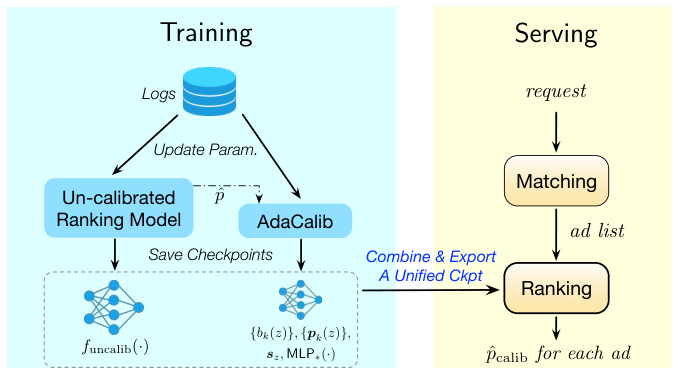 Training
Serving
Logs
Update Param.
Un-calibrated
Ranking Model
p̂
AdaCalib
Save Checkpoints
f_uncalib(·)
{b_k(z)}, {p_k(z)},
s_z, MLP_*(·)
Combine & Export
A Unified Ckpt
request
Matching
ad list
Ranking
p̂_calib for each ad